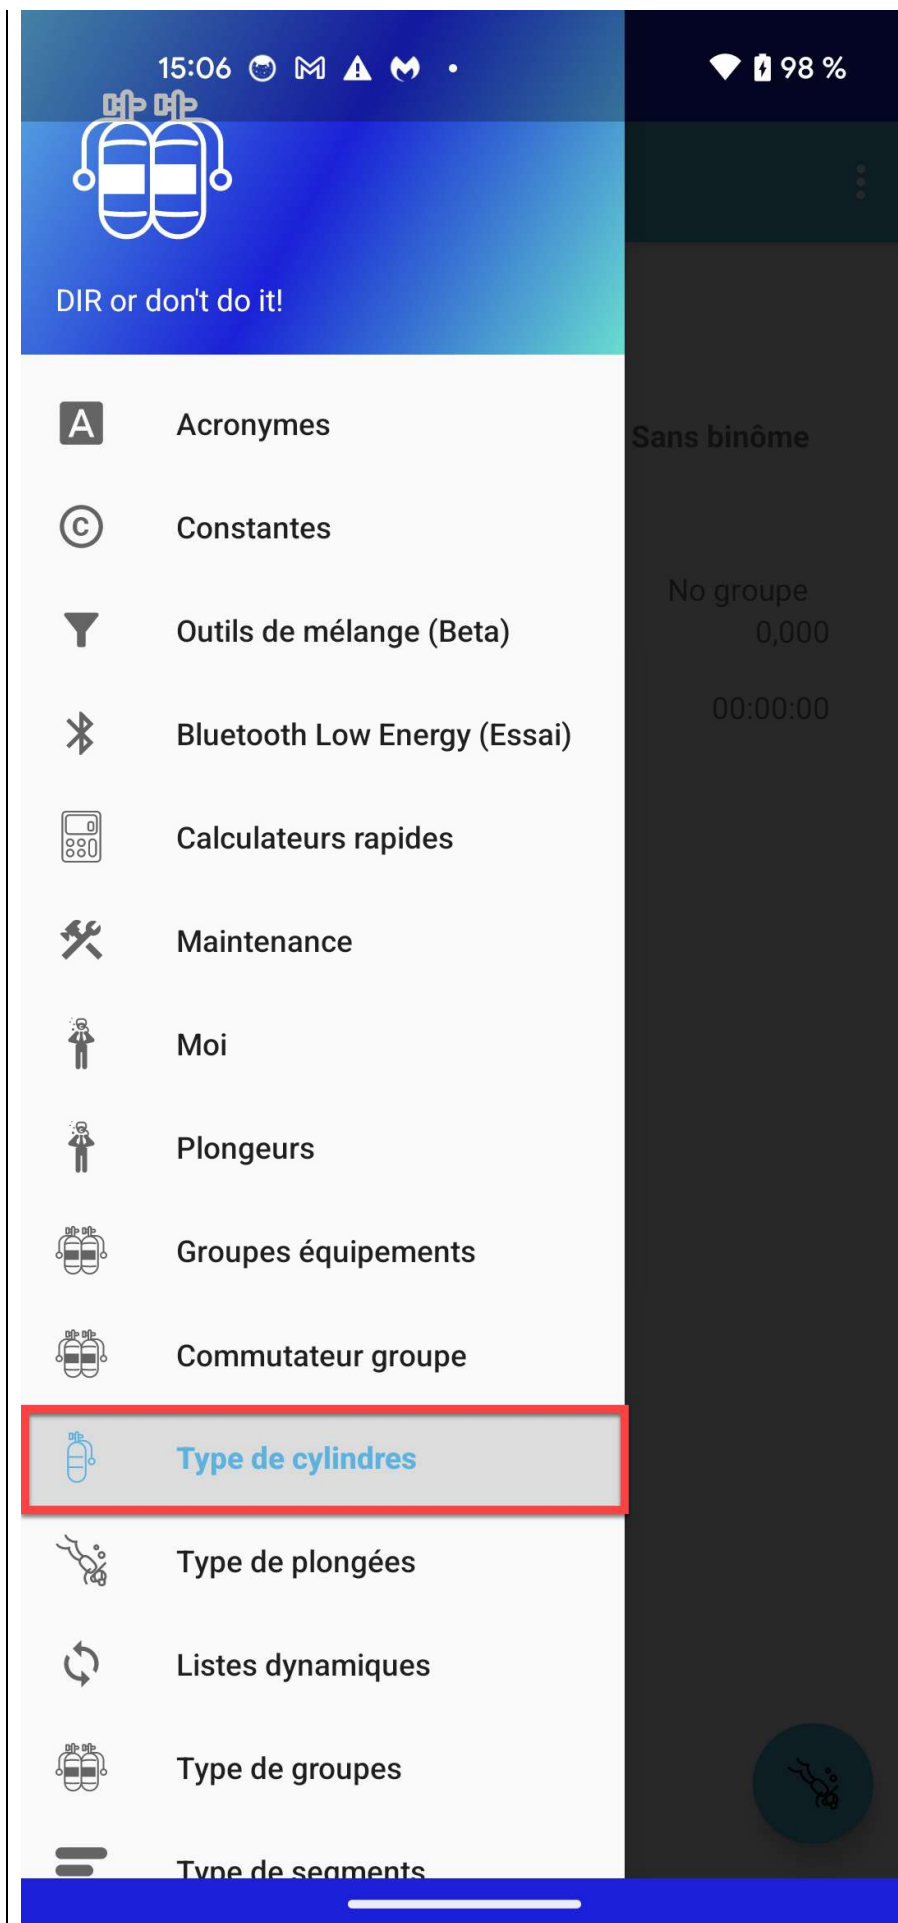 15:06
98 %
DIR or don't do it!
A Acronymes
Sans binôme
C Constantes
No groupe
Outils de mélange (Beta)
0,000
Bluetooth Low Energy (Essai)
00:00:00
Calculateurs rapides
Maintenance
Moi
Plongeurs
Groupes équipements
Commutateur groupe
Type de cylindres
Type de plongées
Listes dynamiques
Type de groupes
Type de segments